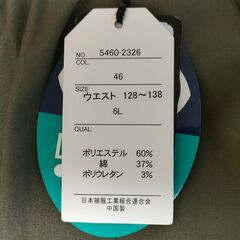 NO. 5460-2326
COL.
46
SIZE
ウエスト 128～138
6L
QUAL.
ポリエステル 60%
綿 37%
ポリウレタン 3%
日本被服工業組合連合会
中国製